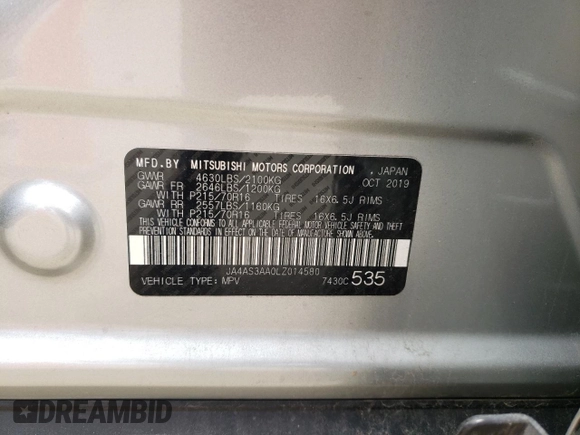 MFD.BY MITSUBISHI MOTORS CORPORATION , JAPAN
GVWR 4630LBS/2100KG OCT 2019
GAWR FR 2646LBS/1200KG
WITH P215/70R16 TIRES 16X6.5J RIMS
GAWR RR 2557LBS/1160KG
WITH P215/70R16 TIRES 16X6.5J RIMS
THIS VEHICLE CONFORMS TO ALL APPLICABLE FEDERAL MOTOR VEHICLE SAFETY AND THEFT
PREVENTION STANDARDS IN EFFECT ON THE DATE OF MANUFACTURE SHOWN ABOVE.
JA4AS3AA0LZ014580
VEHICLE TYPE: MPV 7430C 535
DREAMBID